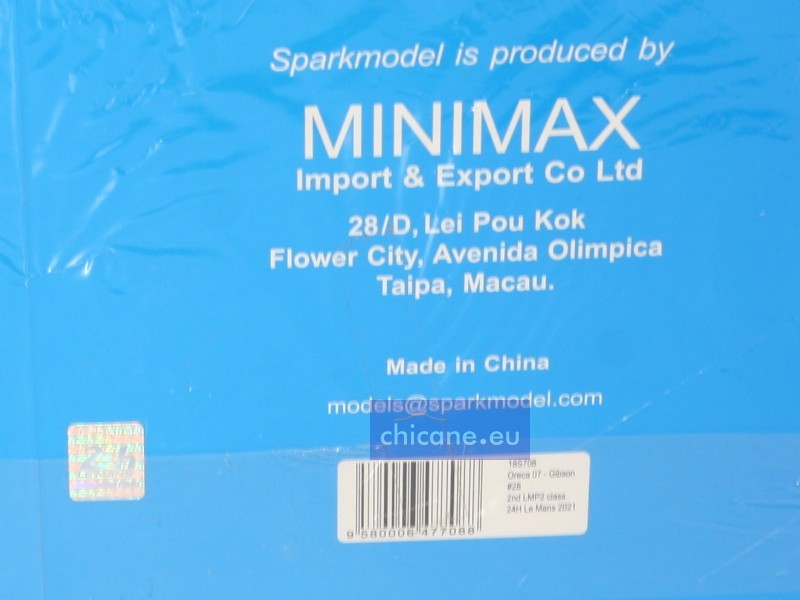 Sparkmodel is produced by
MINIMAX
Import & Export Co Ltd
28/D, Lei Pou Kok
Flower City, Avenida Olimpica
Taipa, Macau.
Made in China
models@sparkmodel.com
chicane.eu
24h
18S708
Oreca 07 - Gibson
#28
2nd LMP2 class
24H Le Mans 2021
9 580006 477088